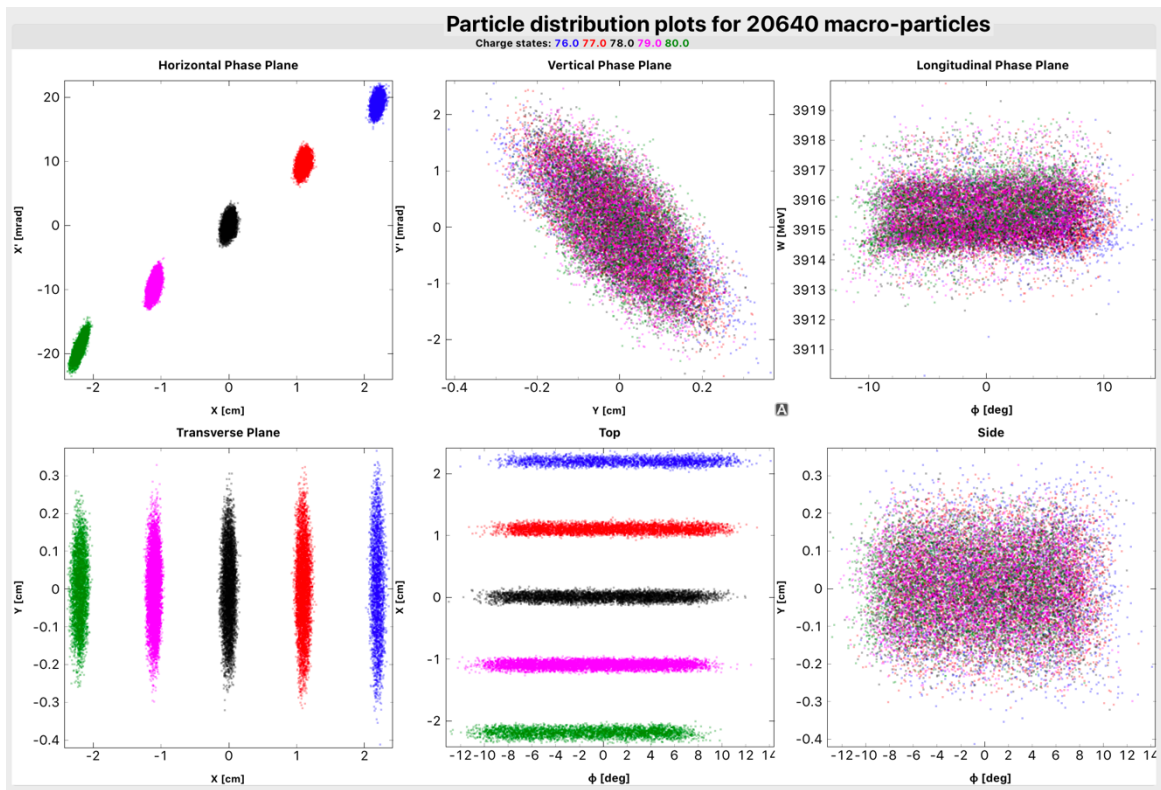 Particle distribution plots for 20640 macro-particles
Charge states: 76.0 77.0 78.0 79.0 80.0
Horizontal Phase Plane
20
10
0
-10
-20
X' [mrad]
-2 -1 0 1 2
X [cm]
Vertical Phase Plane
2
1
0
-1
-2
Y' [mrad]
-0.4 -0.2 0 0.2
Y [cm]
Longitudinal Phase Plane
3919
3918
3917
3916
3915
3914
3913
3912
3911
W [MeV]
-10 0 10
ϕ [deg]
A
Transverse Plane
0.3
0.2
0.1
0
-0.1
-0.2
-0.3
-0.4
Y [cm]
-2 -1 0 1 2
X [cm]
Top
2
1
0
-1
-2
X [cm]
-12 -10 -8 -6 -4 -2 0 2 4 6 8 10 12 14
ϕ [deg]
Side
0.3
0.2
0.1
0
-0.1
-0.2
-0.3
-0.4
Y [cm]
-12 -10 -8 -6 -4 -2 0 2 4 6 8 10 12 14
ϕ [deg]